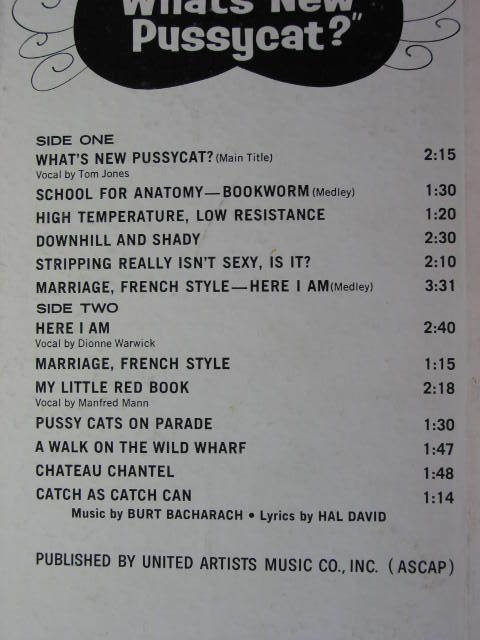 What's New
Pussycat?"
SIDE ONE
WHAT'S NEW PUSSYCAT? (Main Title) 2:15
Vocal by Tom Jones
SCHOOL FOR ANATOMY—BOOKWORM (Medley) 1:30
HIGH TEMPERATURE, LOW RESISTANCE 1:20
DOWNHILL AND SHADY 2:30
STRIPPING REALLY ISN'T SEXY, IS IT? 2:10
MARRIAGE, FRENCH STYLE—HERE I AM (Medley) 3:31
SIDE TWO
HERE I AM 2:40
Vocal by Dionne Warwick
MARRIAGE, FRENCH STYLE 1:15
MY LITTLE RED BOOK 2:18
Vocal by Manfred Mann
PUSSY CATS ON PARADE 1:30
A WALK ON THE WILD WHARF 1:47
CHATEAU CHANTEL 1:48
CATCH AS CATCH CAN 1:14
Music by BURT BACHARACH • Lyrics by HAL DAVID
PUBLISHED BY UNITED ARTISTS MUSIC CO., INC. (ASCAP)